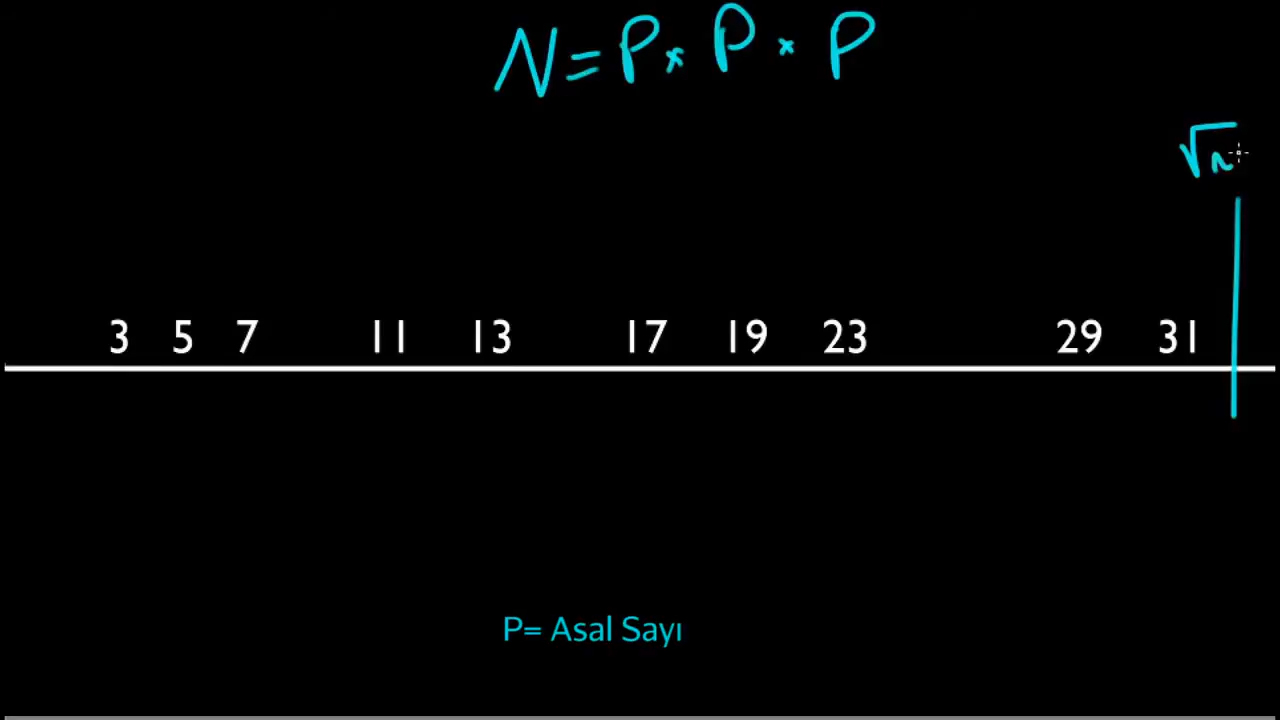 N = P × P × P
√n
3 5 7 11 13 17 19 23 29 31
P= Asal Sayı